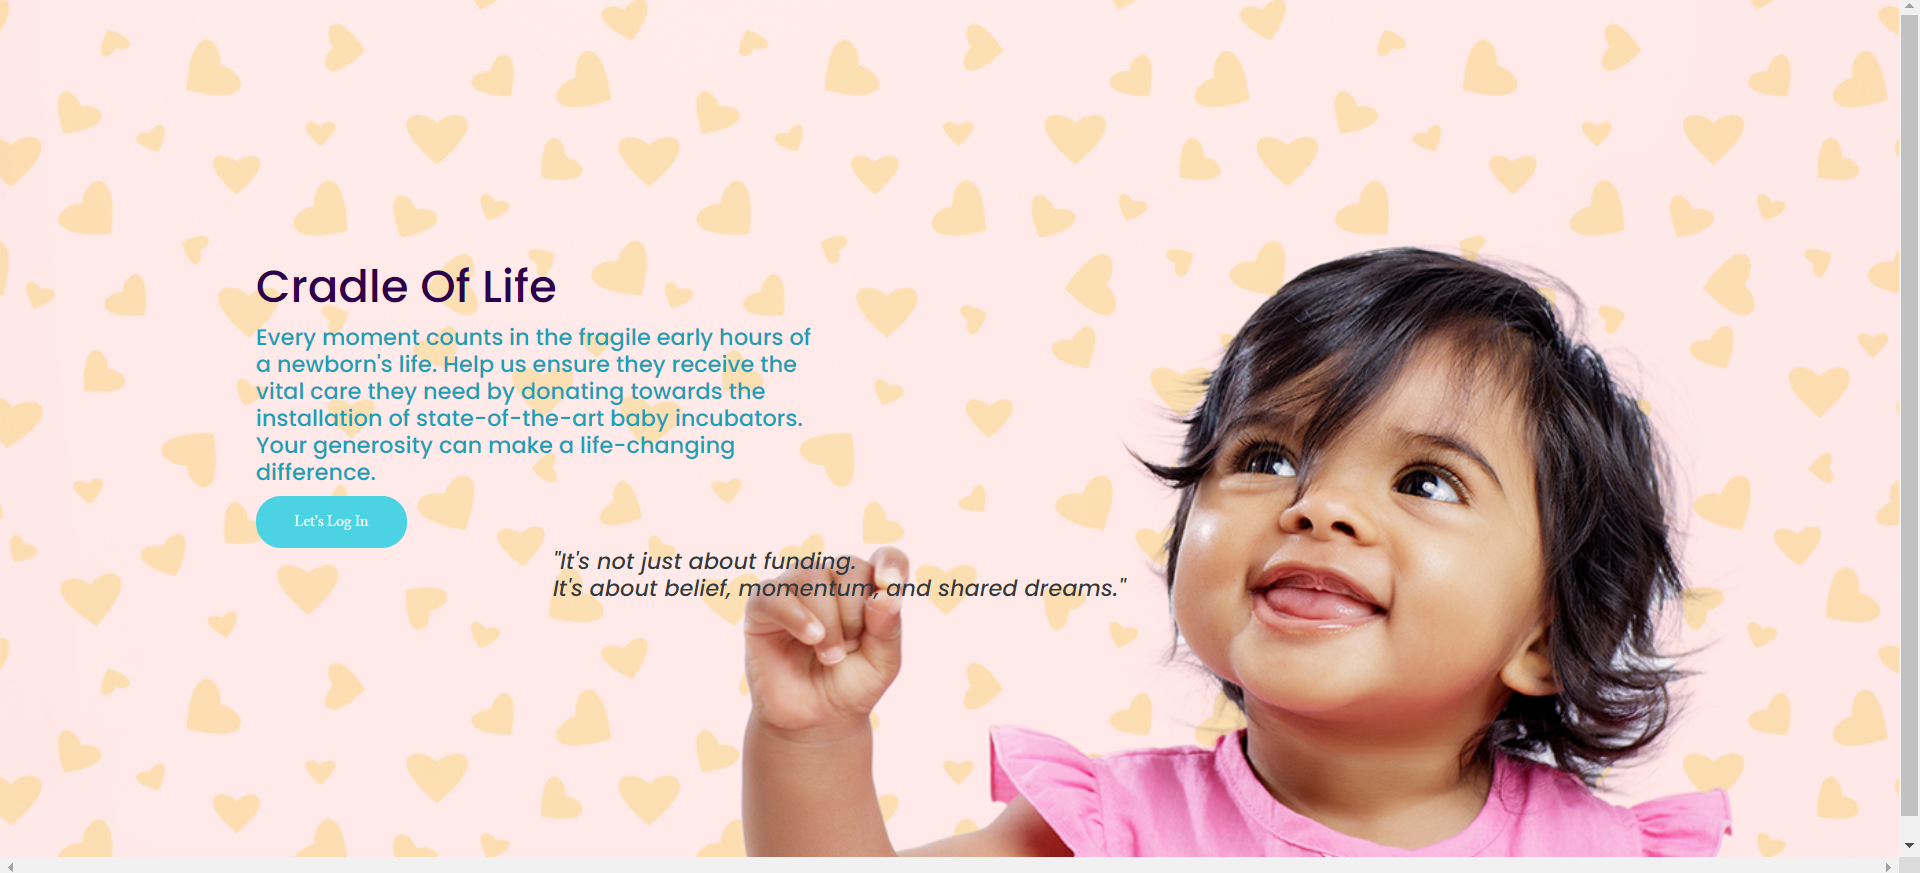 Cradle Of Life
Every moment counts in the fragile early hours of
a newborn's life. Help us ensure they receive the
vital care they need by donating towards the
installation of state-of-the-art baby incubators.
Your generosity can make a life-changing
difference.
Let's Log In
"It's not just about funding.
It's about belief, momentum, and shared dreams."